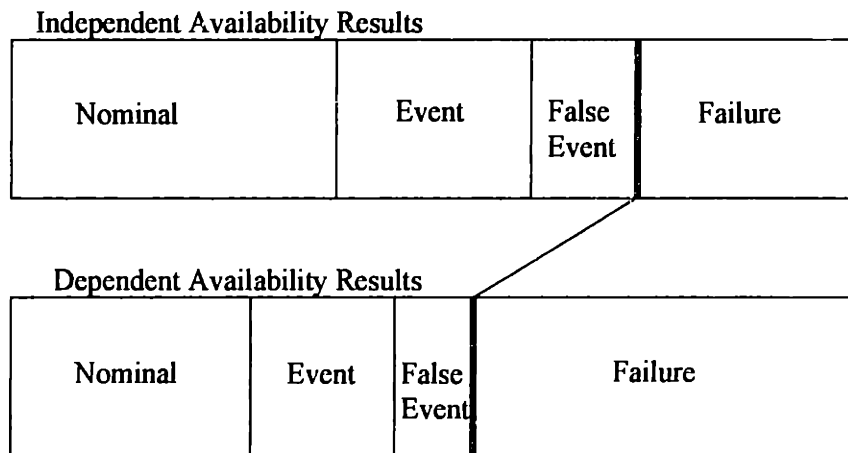 Independent Availability Results
Nominal
Event
False
Event
Failure
Dependent Availability Results
Nominal
Event
False
Event
Failure